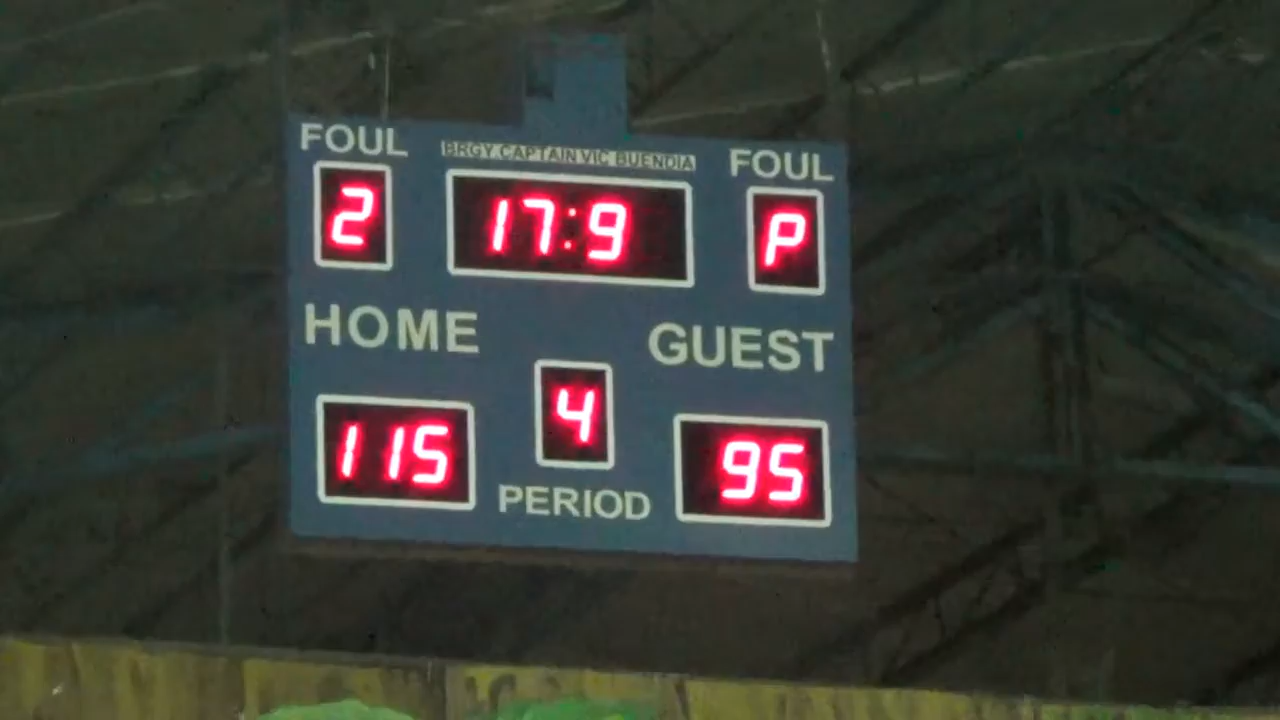 FOUL
BRGY.CAPTAIN VIC BUENDIA
FOUL
2
17:9
P
HOME
GUEST
4
115
95
PERIOD